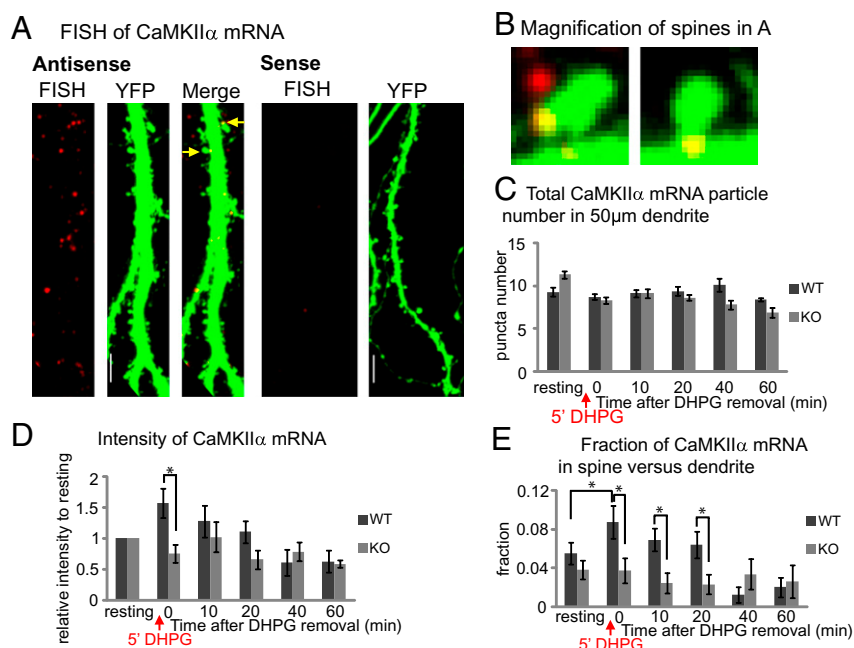 A
FISH of CaMKIIα mRNA
Antisense
Sense
FISH YFP Merge
FISH
YFP
B
Magnification of spines in A
C
Total CaMKIIα mRNA particle
number in 50μm dendrite
puncta number
15
10
5
0
WT
KO
resting 0 10 20 40 60
Time after DHPG removal (min)
5' DHPG
D
Intensity of CaMKIIα mRNA
relative intensity to resting
2
1.5
1
0.5
0
*
WT
KO
resting 0 10 20 40 60
Time after DHPG removal (min)
5' DHPG
E
Fraction of CaMKIIα mRNA
in spine versus dendrite
fraction
0.12
0.08
0.04
0
* * * *
WT
KO
resting 0 10 20 40 60
Time after DHPG removal (min)
5' DHPG